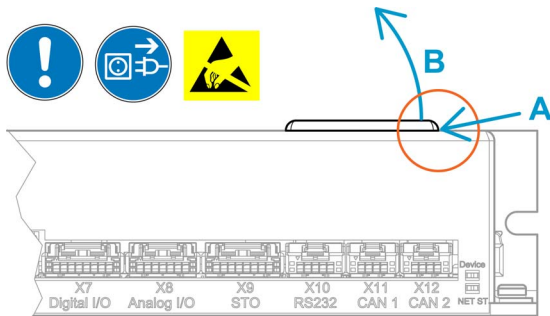 B
A
Device
X7 X8 X9 X10 X11 X12
Digital I/O Analog I/O STO RS232 CAN 1 CAN 2 NET ST